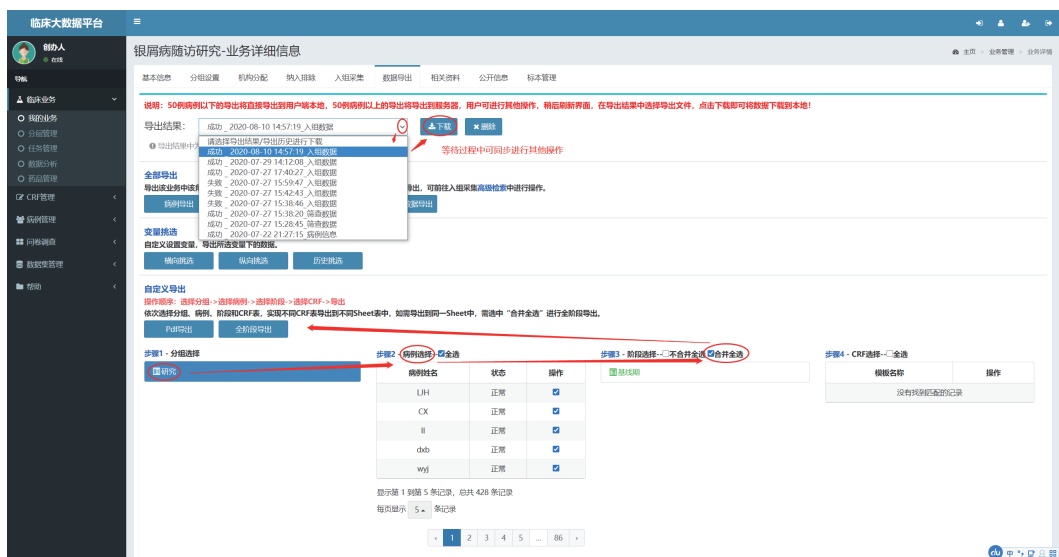 临床大数据平台
创办人
在线
导航
临床业务
我的业务
分组管理
任务管理
数据分析
药品管理
CRF管理
病例管理
问卷调查
数据集管理
帮助
银屑病随访研究-业务详细信息
主页 > 业务管理 > 业务详情
基本信息 分组设置 机构分配 纳入排除 入组采集 数据导出 相关资料 公开信息 标本管理
说明：50例病例以下的导出将直接导出到用户端本地，50例病例以上的导出将导出到服务器，用户可进行其他操作，稍后刷新界面，在导出结果中选择导出文件，点击下载即可将数据下载到本地！
导出结果： 成功 _ 2020-08-10 14:57:19_入组数据 下载 ×删除
导出结果中为
请选择导出结果/导出历史进行下载
成功 _ 2020-08-10 14:57:19_入组数据
成功 _ 2020-07-29 14:12:08_入组数据
成功 _ 2020-07-27 17:40:27_入组数据
失败 _ 2020-07-27 15:59:47_入组数据
失败 _ 2020-07-27 15:42:43_入组数据
失败 _ 2020-07-27 15:38:46_入组数据
成功 _ 2020-07-27 15:38:20_筛查数据
成功 _ 2020-07-27 15:28:45_筛查数据
成功 _ 2020-07-22 21:27:15_病例信息
等待过程中可同步进行其他操作
全部导出
导出该业务中该 导出，可前往入组采集高级检索中进行操作。
病例导出 数据导出
变量挑选
自定义设置变量，导出所选变量下的数据。
横向挑选 纵向挑选 历史挑选
自定义导出
操作顺序：选择分组->选择病例->选择阶段->选择CRF->导出
依次选择分组、病例、阶段和CRF表，实现不同CRF表导出到不同Sheet表中，如需导出到同一Sheet中，需选中“合并全选”进行全阶段导出。
Pdf导出 全阶段导出
步骤1 - 分组选择
研究
步骤2 - 病例选择--全选
病例姓名 状态 操作
LJH 正常
CX 正常
ll 正常
dxb 正常
wyj 正常
显示第 1 到第 5 条记录，总共 428 条记录
每页显示 5 条记录
‹ 1 2 3 4 5 ... 86 ›
步骤3 - 阶段选择--不合并全选 合并全选
基线期
步骤4 - CRF选择--全选
模板名称 操作
没有找到匹配的记录
du 中